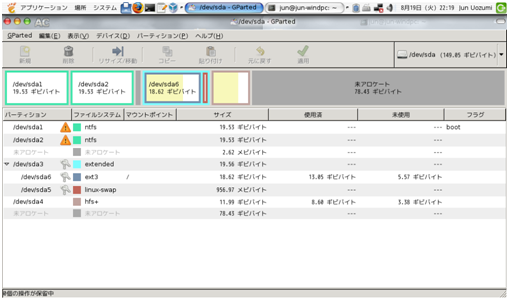 アプリケーション 場所 システム /dev/sda - GParted jun@jun-windpc: ~ 8月19日 (火) 22:19 Jun Uozumi
/dev/sda - GParted
GParted 編集(E) 表示(V) デバイス(D) パーティション(P) ヘルプ(H)
新規 削除 リサイズ/移動 コピー 貼り付け 元に戻す 適用 /dev/sda (149.05 ギビバイト)
/dev/sda1
19.53 ギビバイト
/dev/sda2
19.53 ギビバイト
/dev/sda6
18.62 ギビバイト
未アロケート
78.43 ギビバイト
パーティション ファイルシステム マウントポイント サイズ 使用済 未使用 フラグ
/dev/sda1 ntfs 19.53 ギビバイト --- --- boot
/dev/sda2 ntfs 19.53 ギビバイト --- ---
未アロケート 未アロケート 2.62 メビバイト --- ---
/dev/sda3 extended 19.56 ギビバイト --- ---
/dev/sda6 ext3 / 18.62 ギビバイト 13.05 ギビバイト 5.57 ギビバイト
/dev/sda5 linux-swap 956.97 メビバイト --- ---
/dev/sda4 hfs+ 11.99 ギビバイト 8.60 ギビバイト 3.38 ギビバイト
未アロケート 未アロケート 78.43 ギビバイト --- ---
0個の操作が保留中